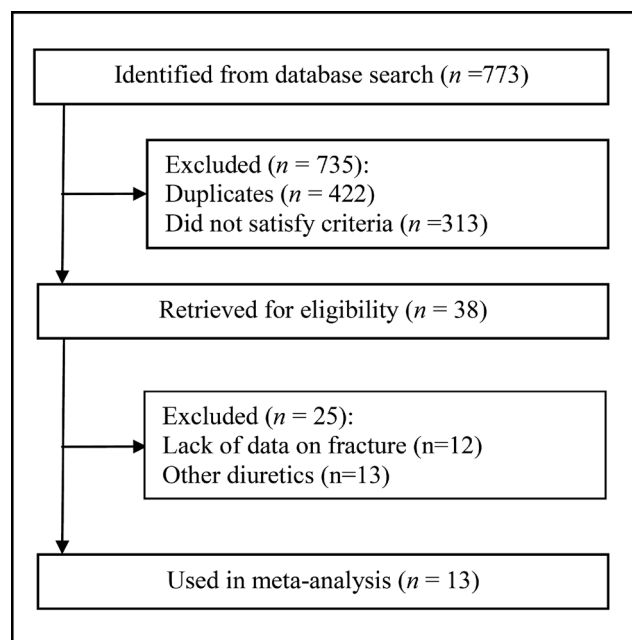 Identified from database search (n =773)
Excluded (n = 735):
Duplicates (n = 422)
Did not satisfy criteria (n =313)
Retrieved for eligibility (n = 38)
Excluded (n = 25):
Lack of data on fracture (n=12)
Other diuretics (n=13)
Used in meta-analysis (n = 13)